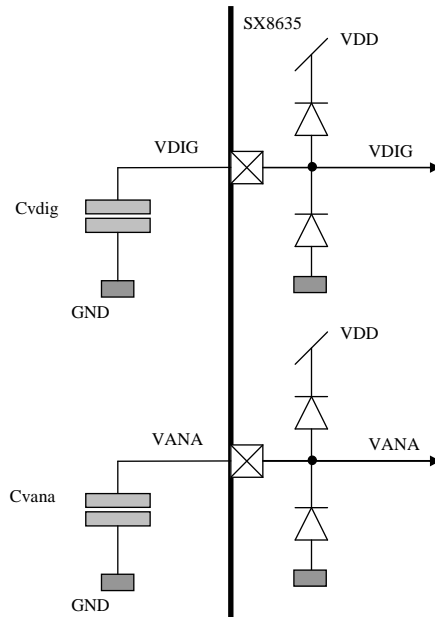 SX8635
VDD
VDIG
VDIG
Cvdig
GND
VDD
VANA
VANA
Cvana
GND